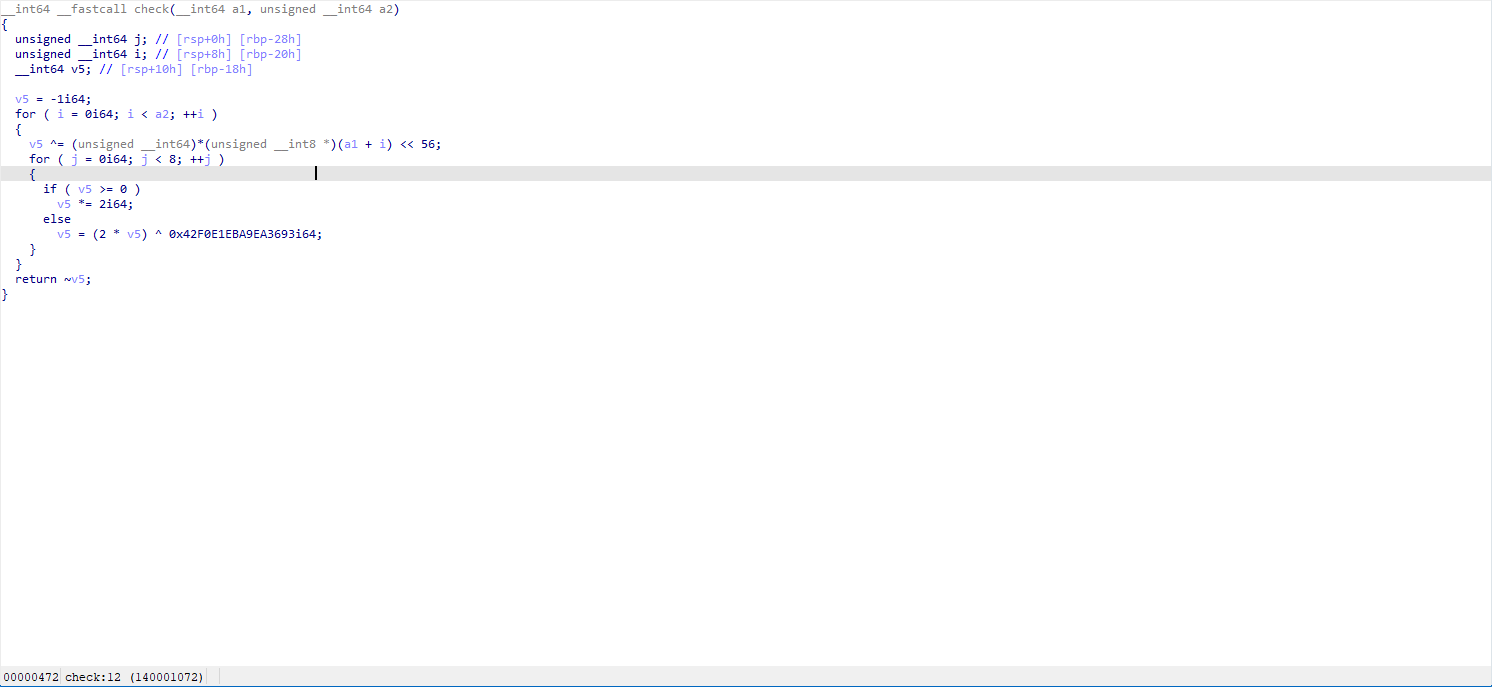 __int64 __fastcall check(__int64 a1, unsigned __int64 a2)
{
  unsigned __int64 j; // [rsp+0h] [rbp-28h]
  unsigned __int64 i; // [rsp+8h] [rbp-20h]
  __int64 v5; // [rsp+10h] [rbp-18h]

  v5 = -1i64;
  for ( i = 0i64; i < a2; ++i )
  {
    v5 ^= (unsigned __int64)*(unsigned __int8 *)(a1 + i) << 56;
    for ( j = 0i64; j < 8; ++j )
    {
      if ( v5 >= 0 )
        v5 *= 2i64;
      else
        v5 = (2 * v5) ^ 0x42F0E1EBA9EA3693i64;
    }
  }
  return ~v5;
}
00000472 check:12 (140001072)